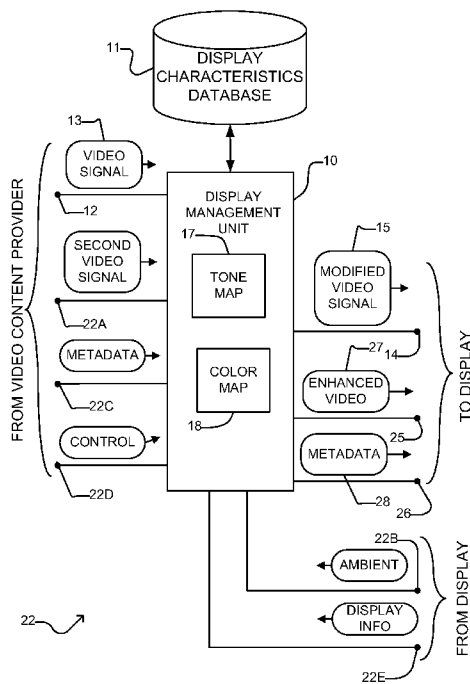 11
DISPLAY
CHARACTERISTICS
DATABASE
13
VIDEO
SIGNAL
12
10
DISPLAY
MANAGEMENT
UNIT
17
TONE
MAP
COLOR
MAP
18
SECOND
VIDEO
SIGNAL
22A
METADATA
22C
CONTROL
22D
FROM VIDEO CONTENT PROVIDER
15
MODIFIED
VIDEO
SIGNAL
14
27
ENHANCED
VIDEO
25
METADATA
28
26
TO DISPLAY
22B
AMBIENT
DISPLAY
INFO
22E
FROM DISPLAY
22